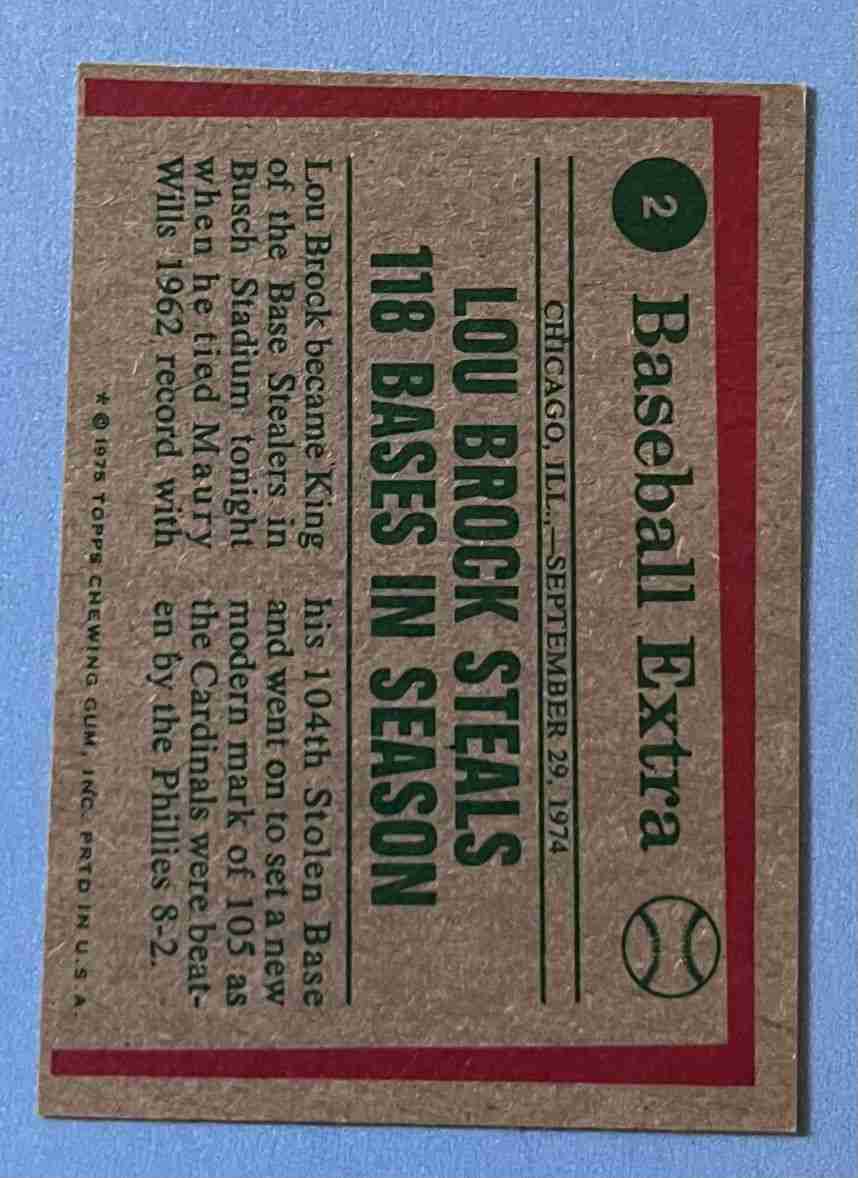 2 Baseball Extra
CHICAGO, ILL.,—SEPTEMBER 29, 1974
LOU BROCK STEALS
118 BASES IN SEASON
Lou Brock became King
of the Base Stealers in
Busch Stadium tonight
when he tied Maury
Wills 1962 record with
his 104th Stolen Base
and went on to set a new
modern mark of 105 as
the Cardinals were beat-
en by the Phillies 8-2.
* © 1975 TOPPS CHEWING GUM, INC. PRTD IN U.S.A.